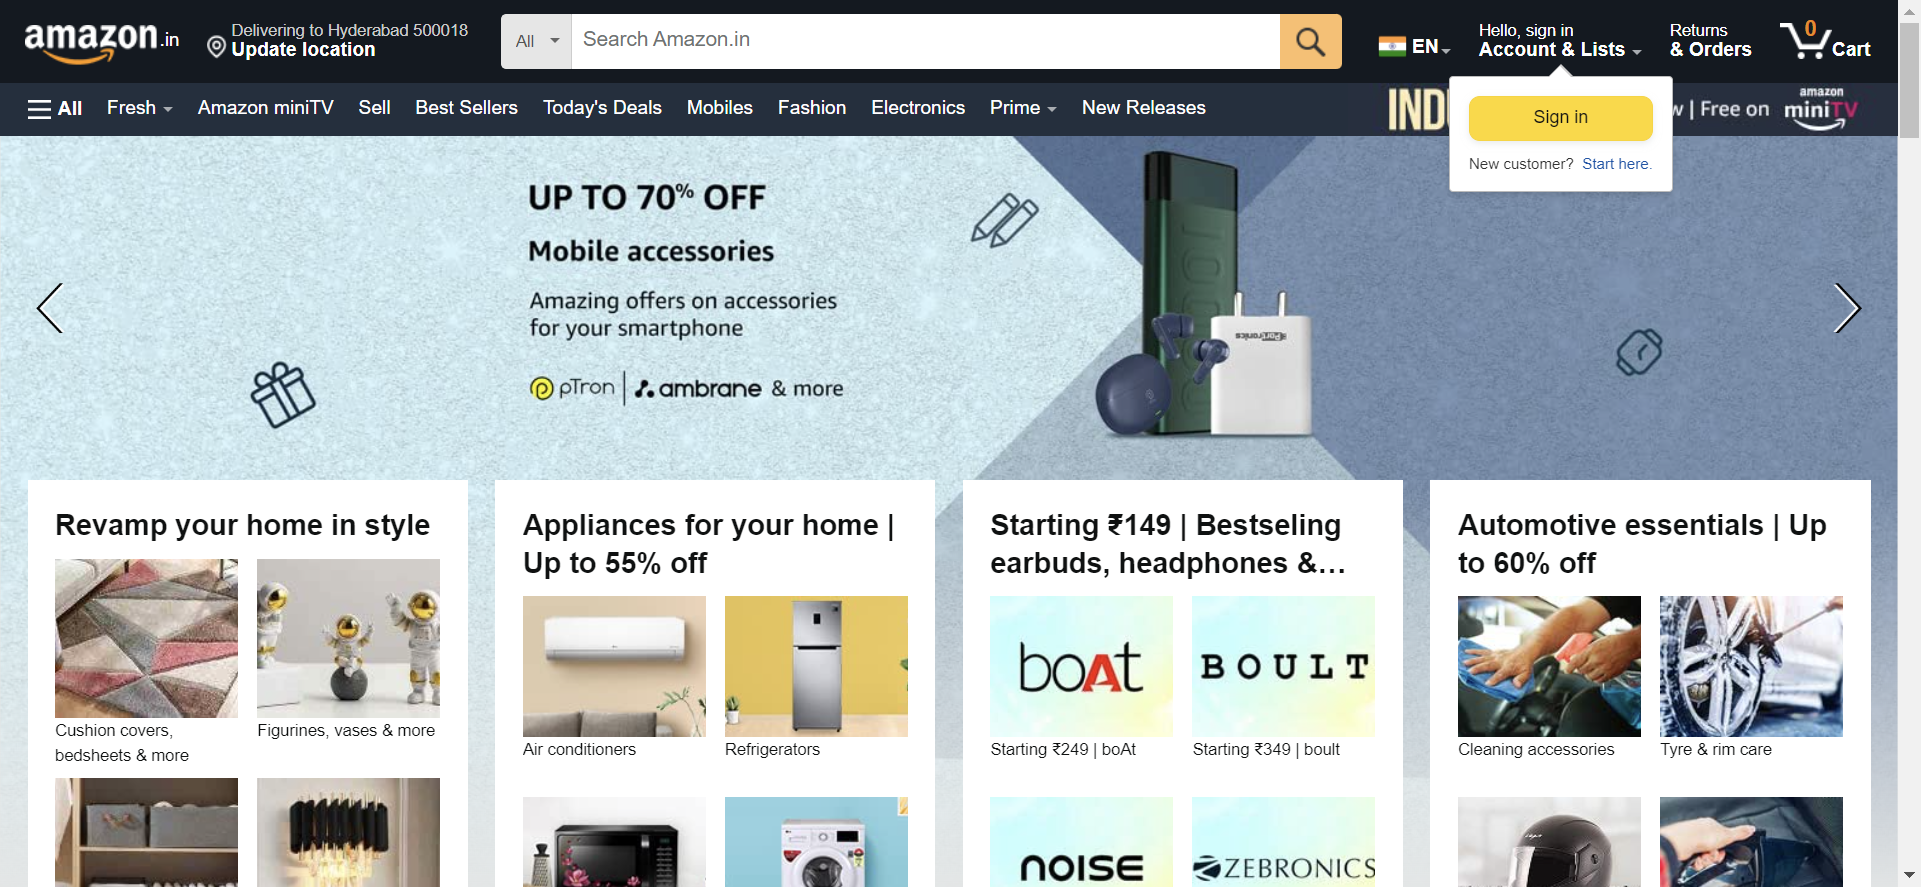 amazon.in
Delivering to Hyderabad 500018
Update location
All
Search Amazon.in
EN
Hello, sign in
Account & Lists
Returns
& Orders
0
Cart
All
Fresh
Amazon miniTV
Sell
Best Sellers
Today's Deals
Mobiles
Fashion
Electronics
Prime
New Releases
| Free on
amazon
miniTV
Sign in
New customer? Start here.
UP TO 70% OFF
Mobile accessories
Amazing offers on accessories
for your smartphone
pTron | ambrane & more
Portronics
Revamp your home in style
Cushion covers,
bedsheets & more
Figurines, vases & more
Appliances for your home |
Up to 55% off
Air conditioners
Refrigerators
Starting ₹149 | Bestseling
earbuds, headphones &...
boAt
BOULT
Starting ₹249 | boAt
Starting ₹349 | boult
noise
ZEBRONICS
Automotive essentials | Up
to 60% off
Cleaning accessories
Tyre & rim care